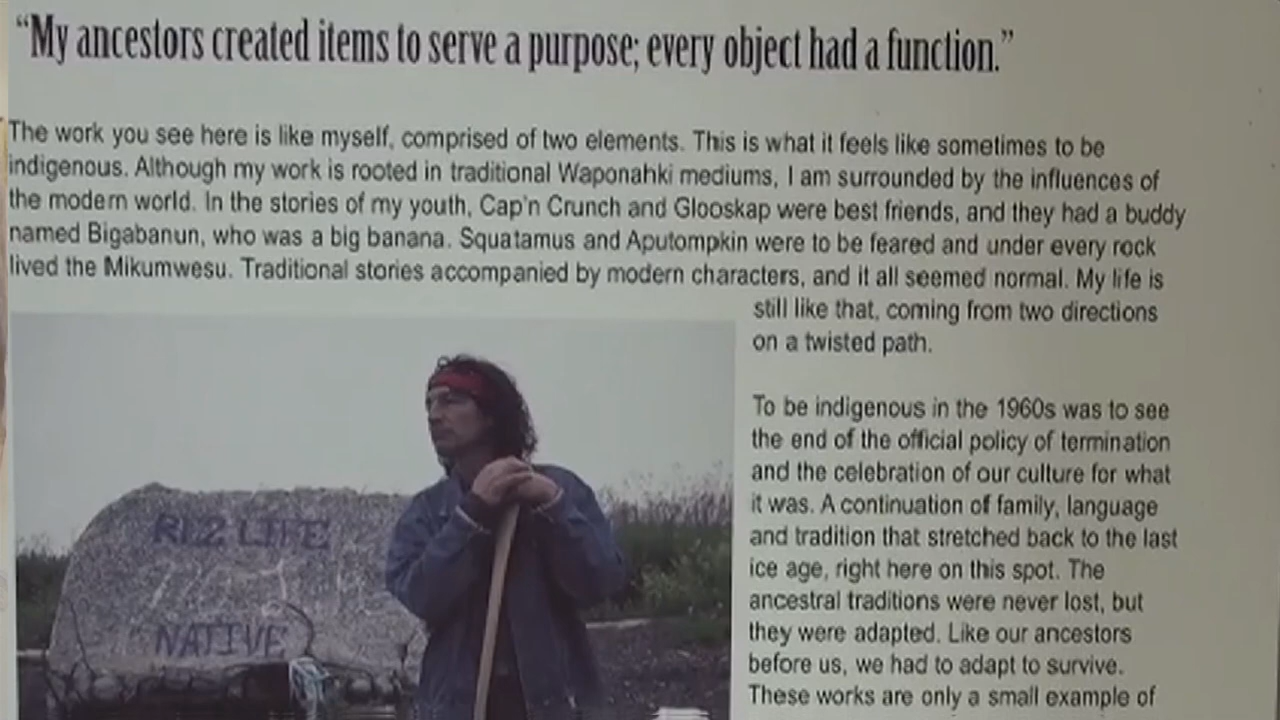 “My ancestors created items to serve a purpose; every object had a function.”
The work you see here is like myself, comprised of two elements. This is what it feels like sometimes to be
indigenous. Although my work is rooted in traditional Waponahki mediums, I am surrounded by the influences of
the modern world. In the stories of my youth, Cap'n Crunch and Glooskap were best friends, and they had a buddy
named Bigabanun, who was a big banana. Squatamus and Aputompkin were to be feared and under every rock
lived the Mikumwesu. Traditional stories accompanied by modern characters, and it all seemed normal. My life is
still like that, coming from two directions
on a twisted path.
To be indigenous in the 1960s was to see
the end of the official policy of termination
and the celebration of our culture for what
it was. A continuation of family, language
and tradition that stretched back to the last
ice age, right here on this spot. The
ancestral traditions were never lost, but
they were adapted. Like our ancestors
before us, we had to adapt to survive.
These works are only a small example of
REZ LIFE
NATIVE